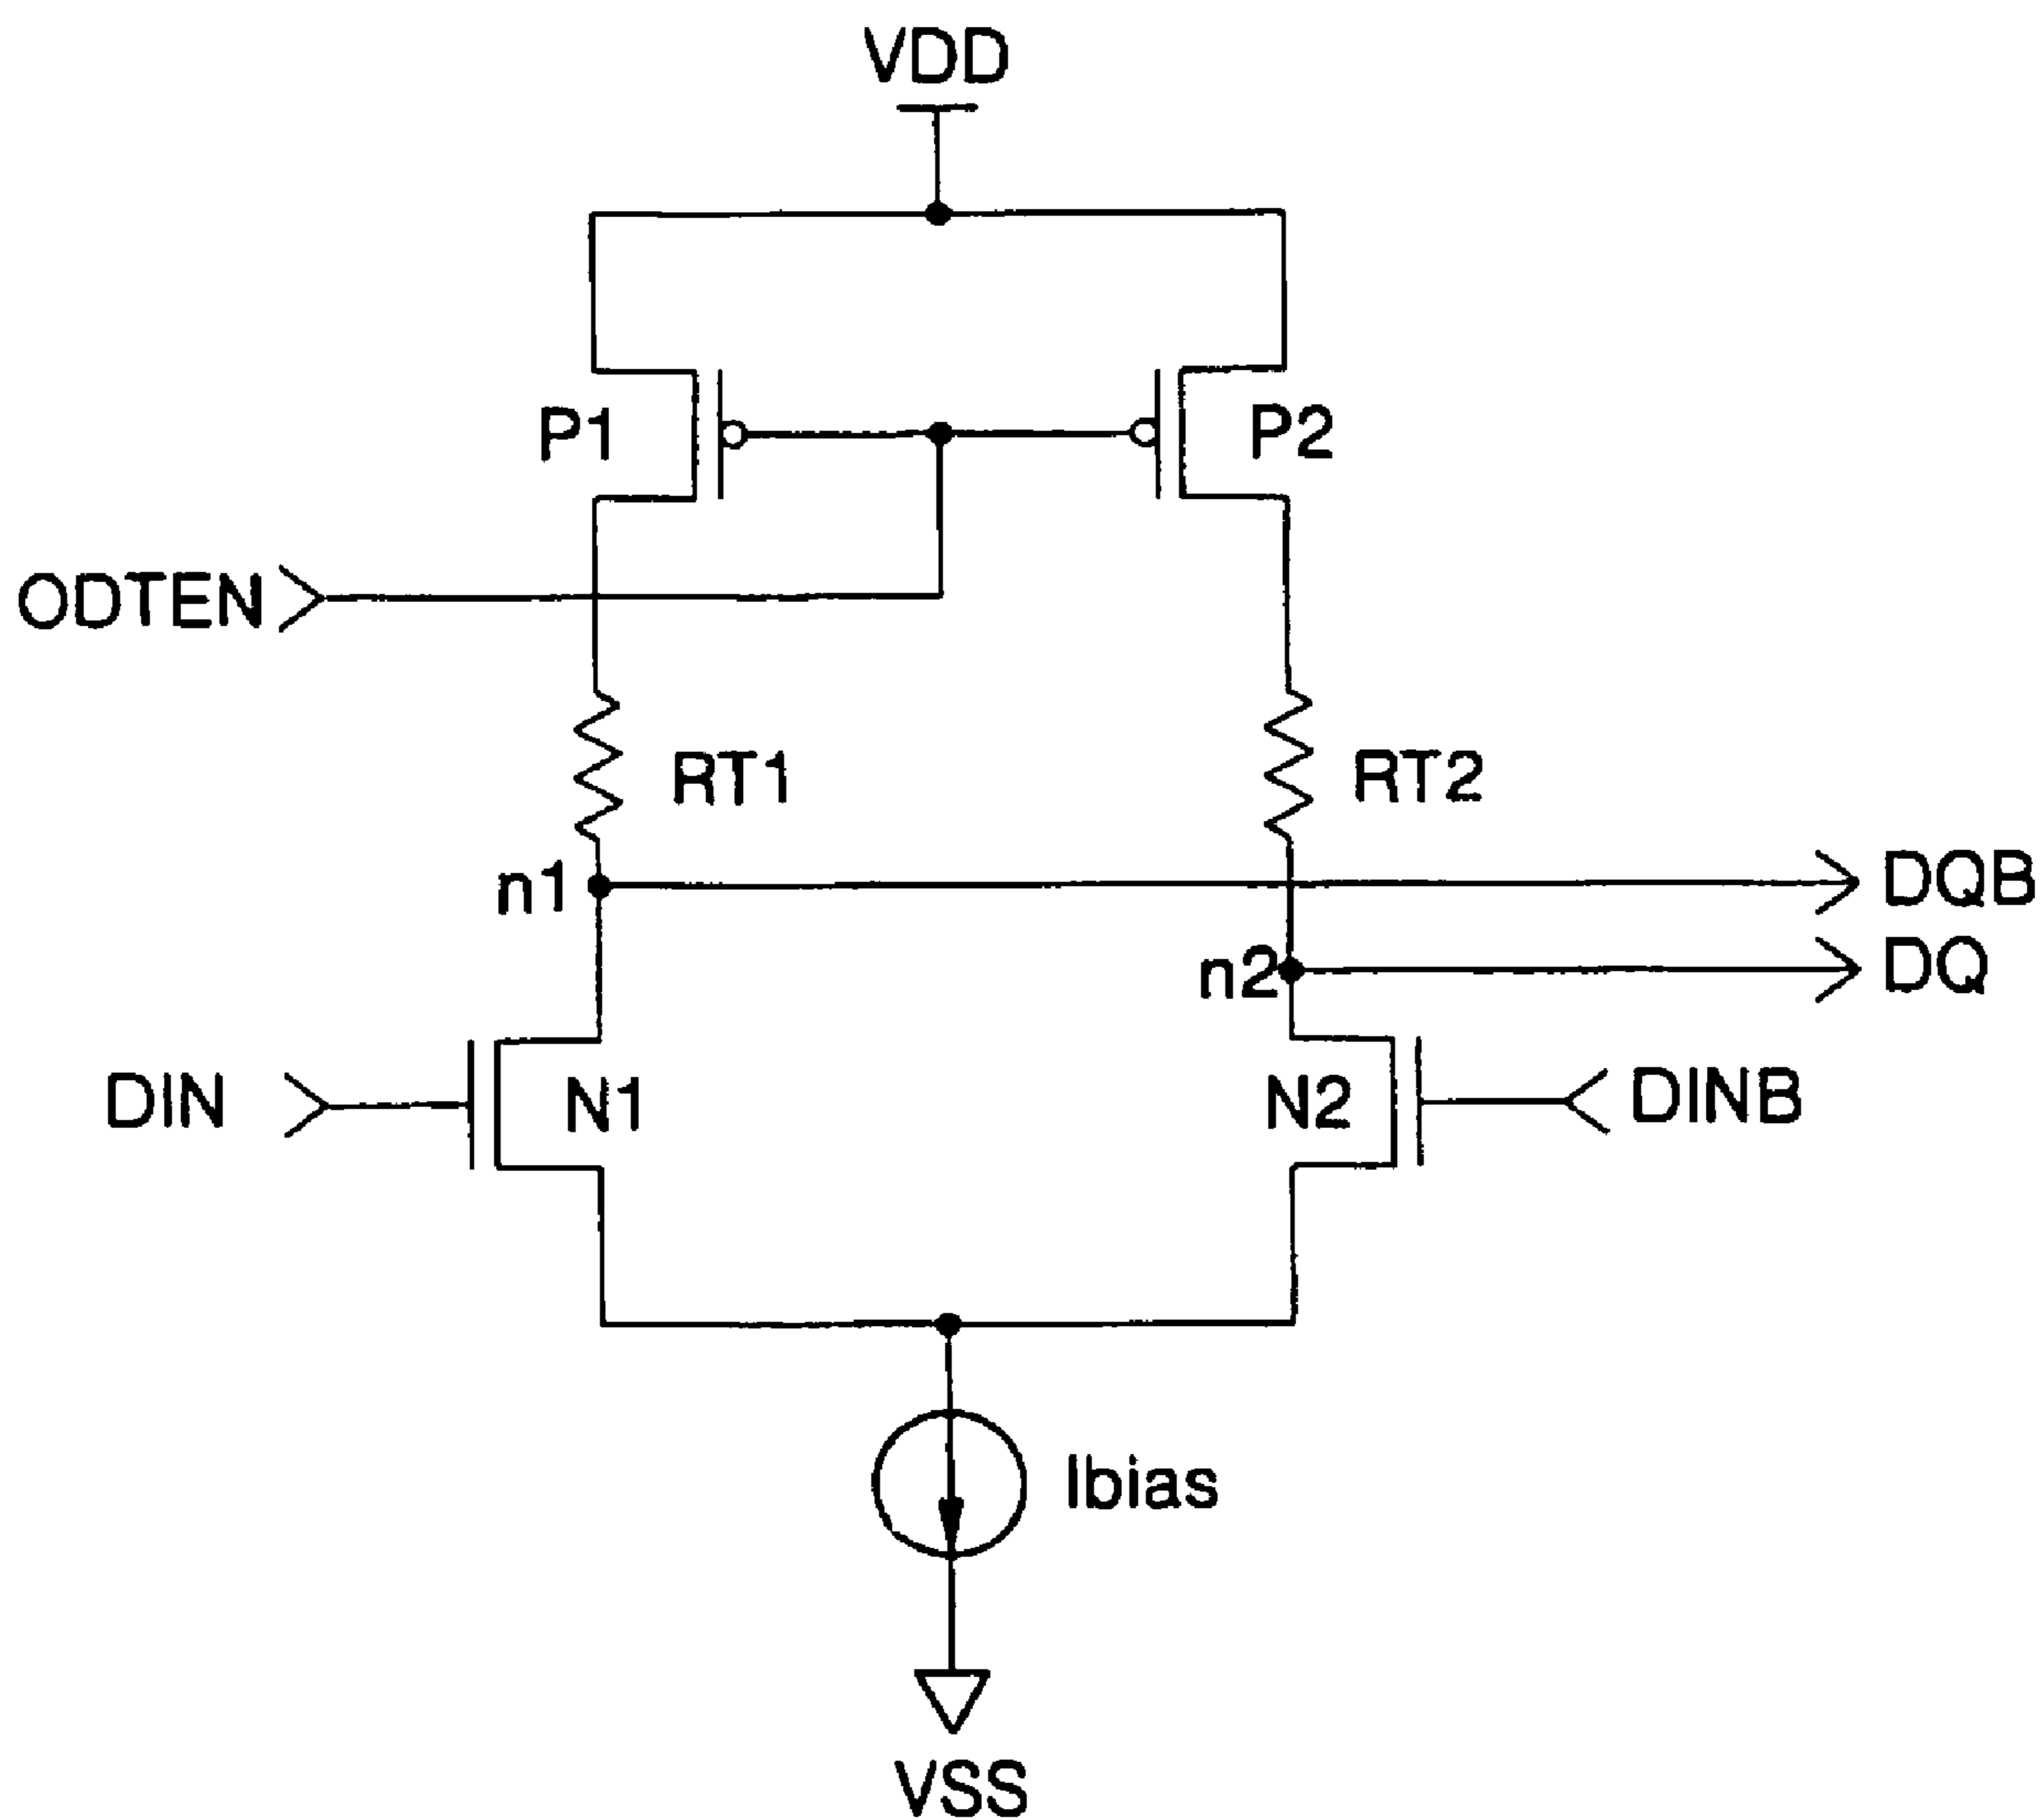 VDD
P1
P2
ODTEN
RT1
RT2
n1
DQB
n2
DQ
DIN
N1
N2
DINB
Ibias
VSS